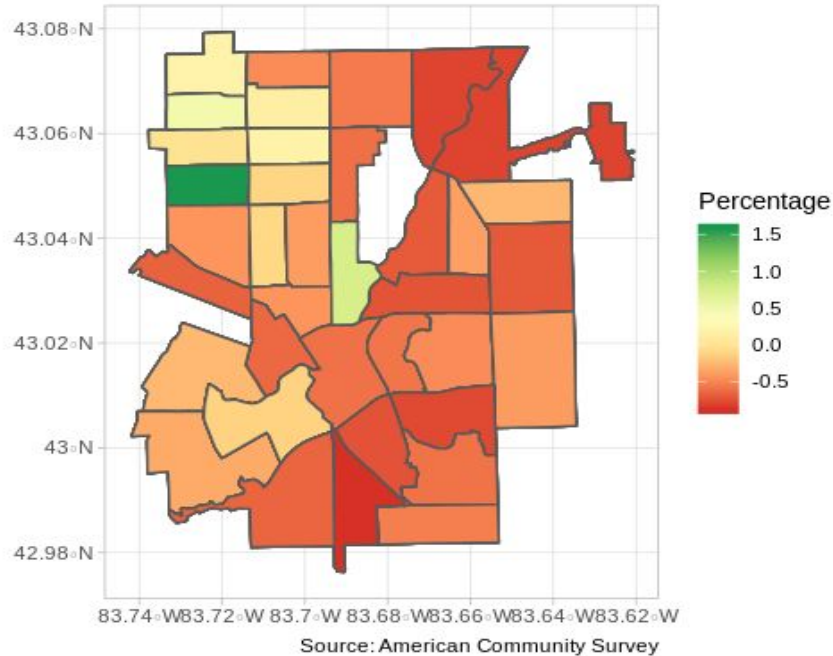 43.08°N
43.06°N
43.04°N
43.02°N
43°N
42.98°N
83.74°W83.72°W 83.7°W 83.68°W83.66°W83.64°W83.62°W
Percentage
1.5
1.0
0.5
0.0
-0.5
Source: American Community Survey